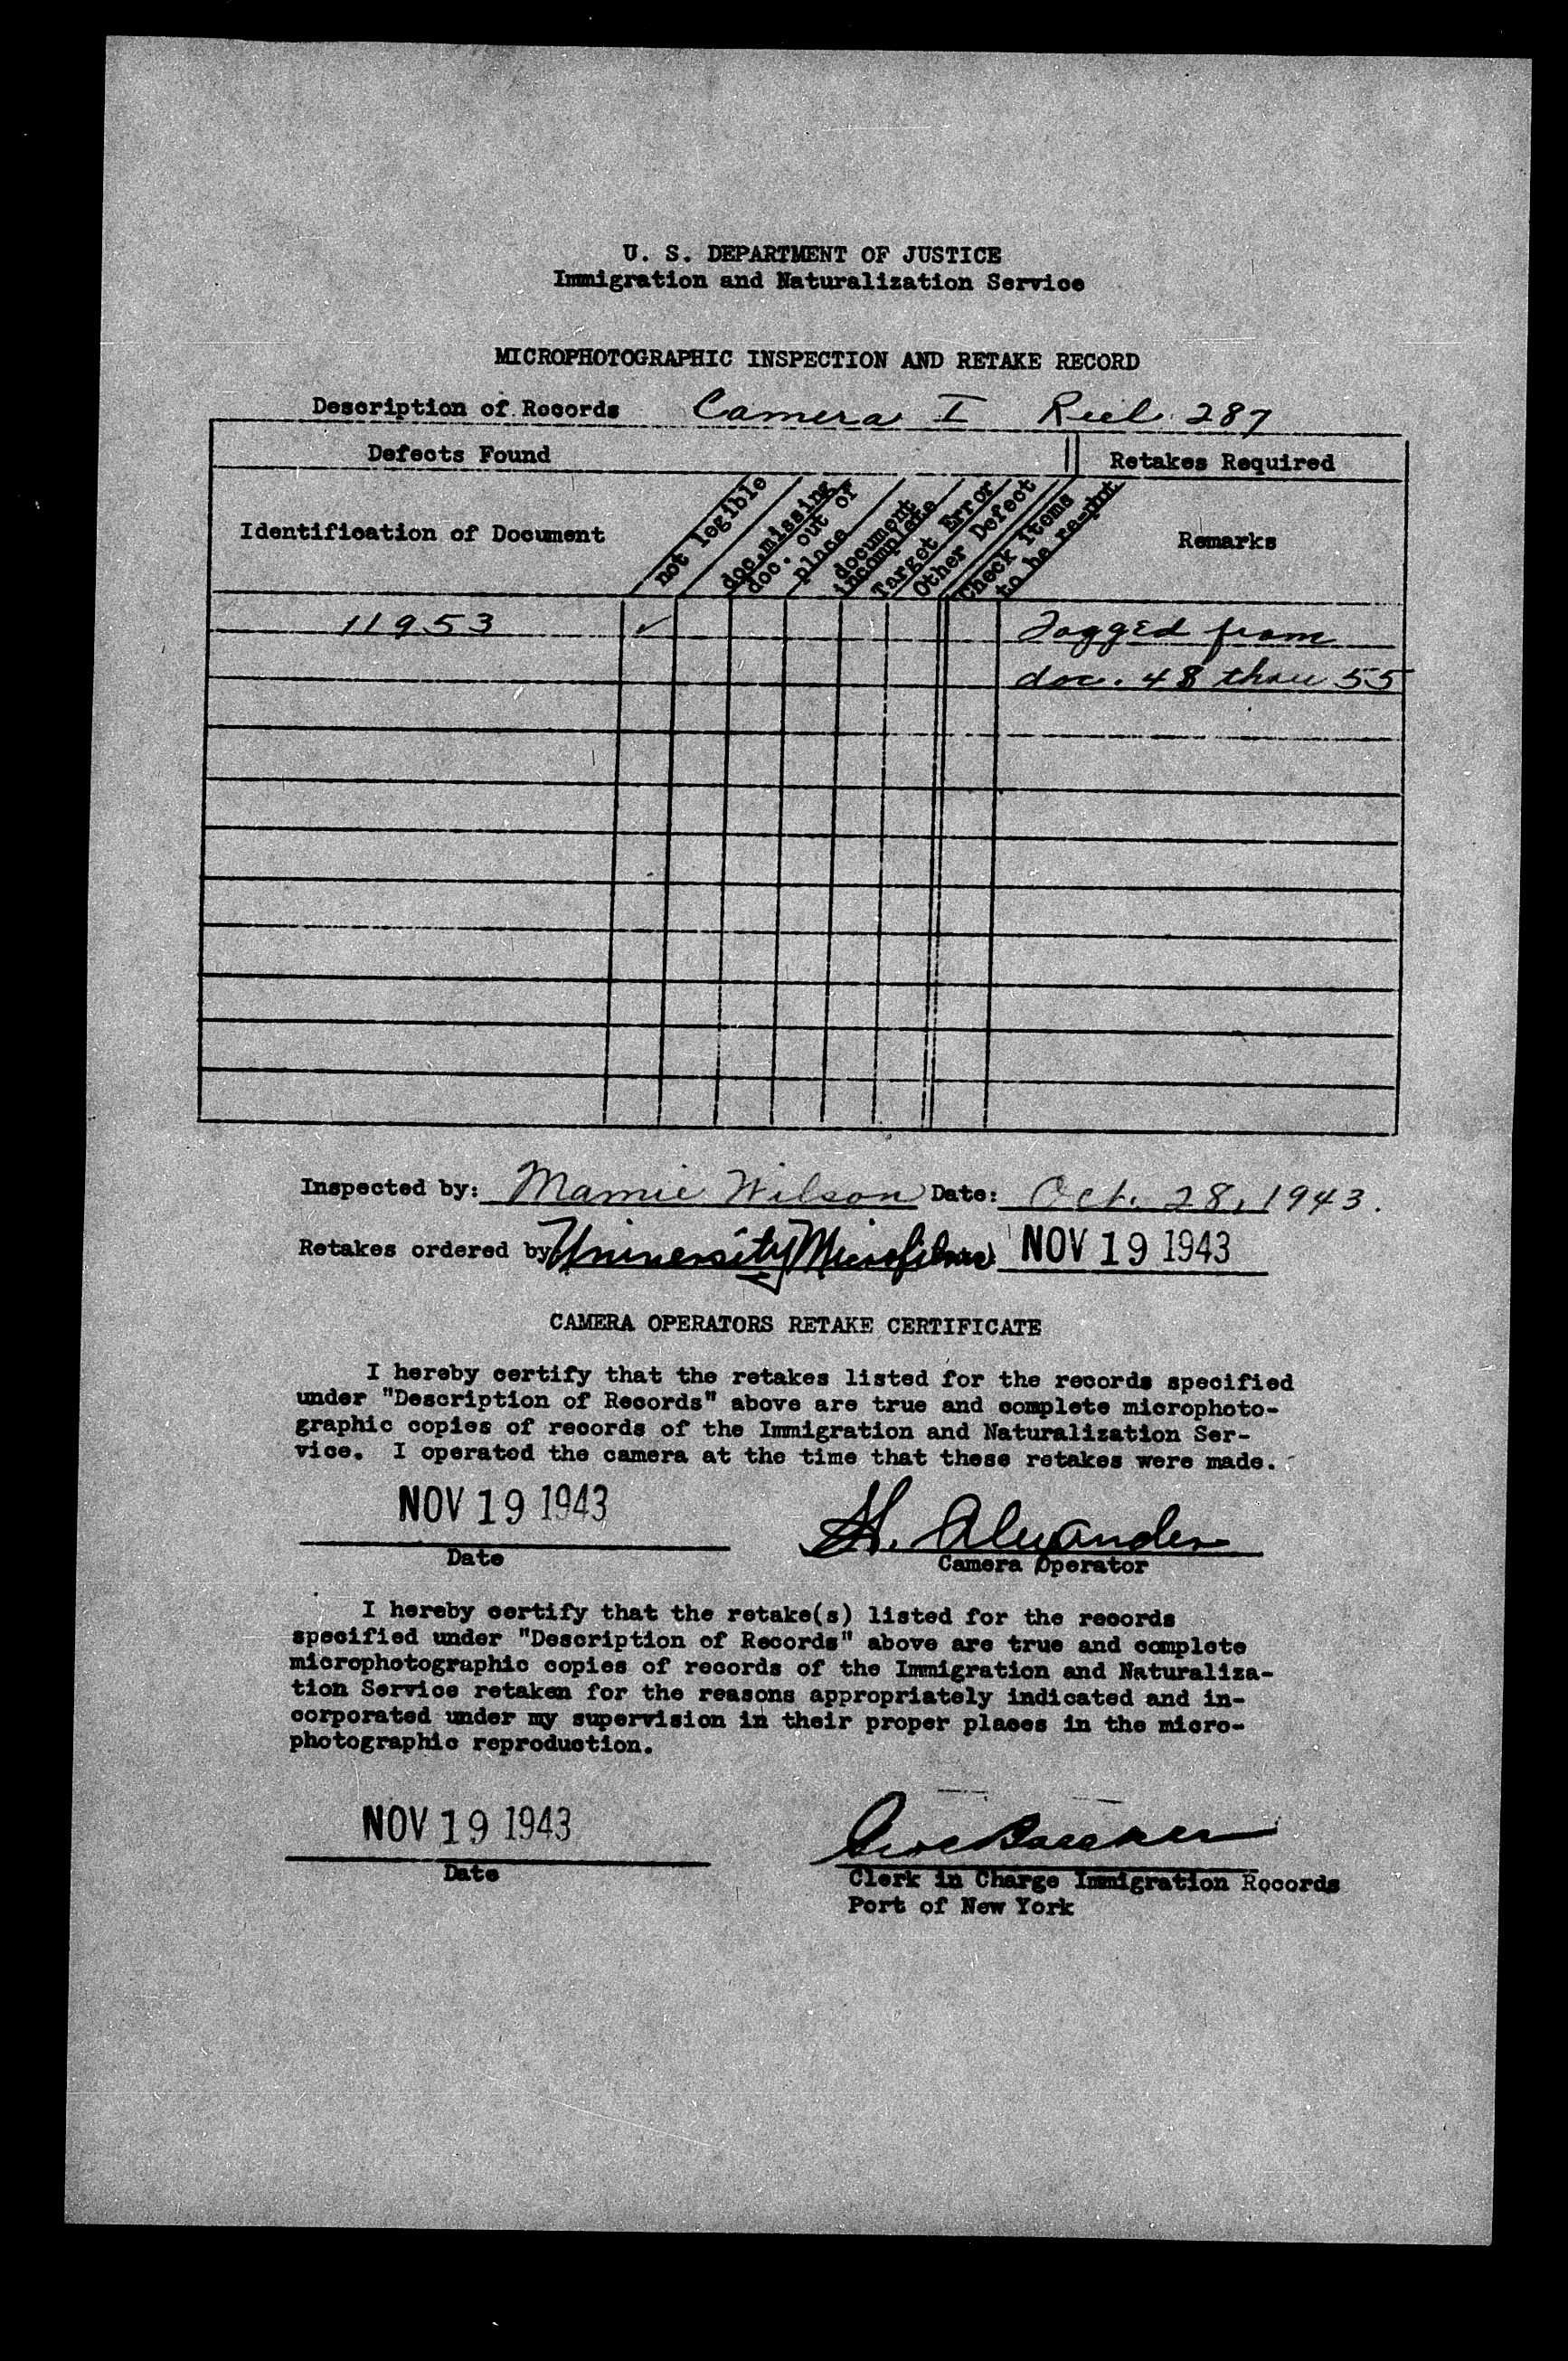 U. S. DEPARTMENT OF JUSTICE
Immigration and Naturalization Service
MICROPHOTOGRAPHIC INSPECTION AND RETAKE RECORD
Description of Records Camera I Reel 287
Defects Found
Retakes Required
Identification of Document
not legible
doc. missing
doc. out of
place
document
incomplete
Target Error
Other Defect
Check items
to be re-phot
Remarks
11953 ✓ Fogged from
doc. 48 thru 55
Inspected by: Mamie Wilson Date: Oct. 28, 1943.
Retakes ordered by University Microfilms NOV 19 1943
CAMERA OPERATORS RETAKE CERTIFICATE
I hereby certify that the retakes listed for the records specified
under "Description of Records" above are true and complete microphoto-
graphic copies of records of the Immigration and Naturalization Ser-
vice. I operated the camera at the time that these retakes were made.
NOV 19 1943
H. Alexander
Date
Camera Operator
I hereby certify that the retake(s) listed for the records
specified under "Description of Records" above are true and complete
microphotographic copies of records of the Immigration and Naturaliza-
tion Service retaken for the reasons appropriately indicated and in-
corporated under my supervision in their proper places in the micro-
photographic reproduction.
NOV 19 1943
Date
Clerk in Charge Immigration Records
Port of New York